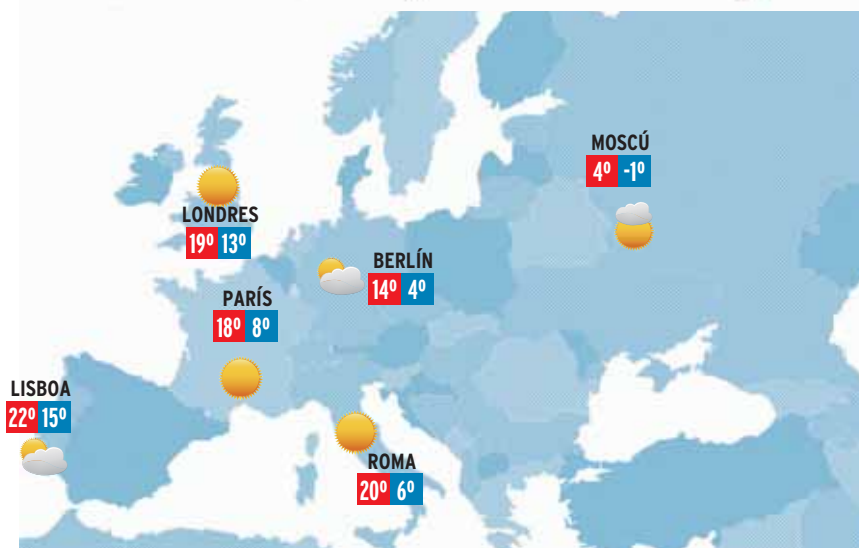 MOSCÚ
4º -1º
LONDRES
19º 13º
BERLÍN
14º 4º
PARÍS
18º 8º
LISBOA
22º 15º
ROMA
20º 6º